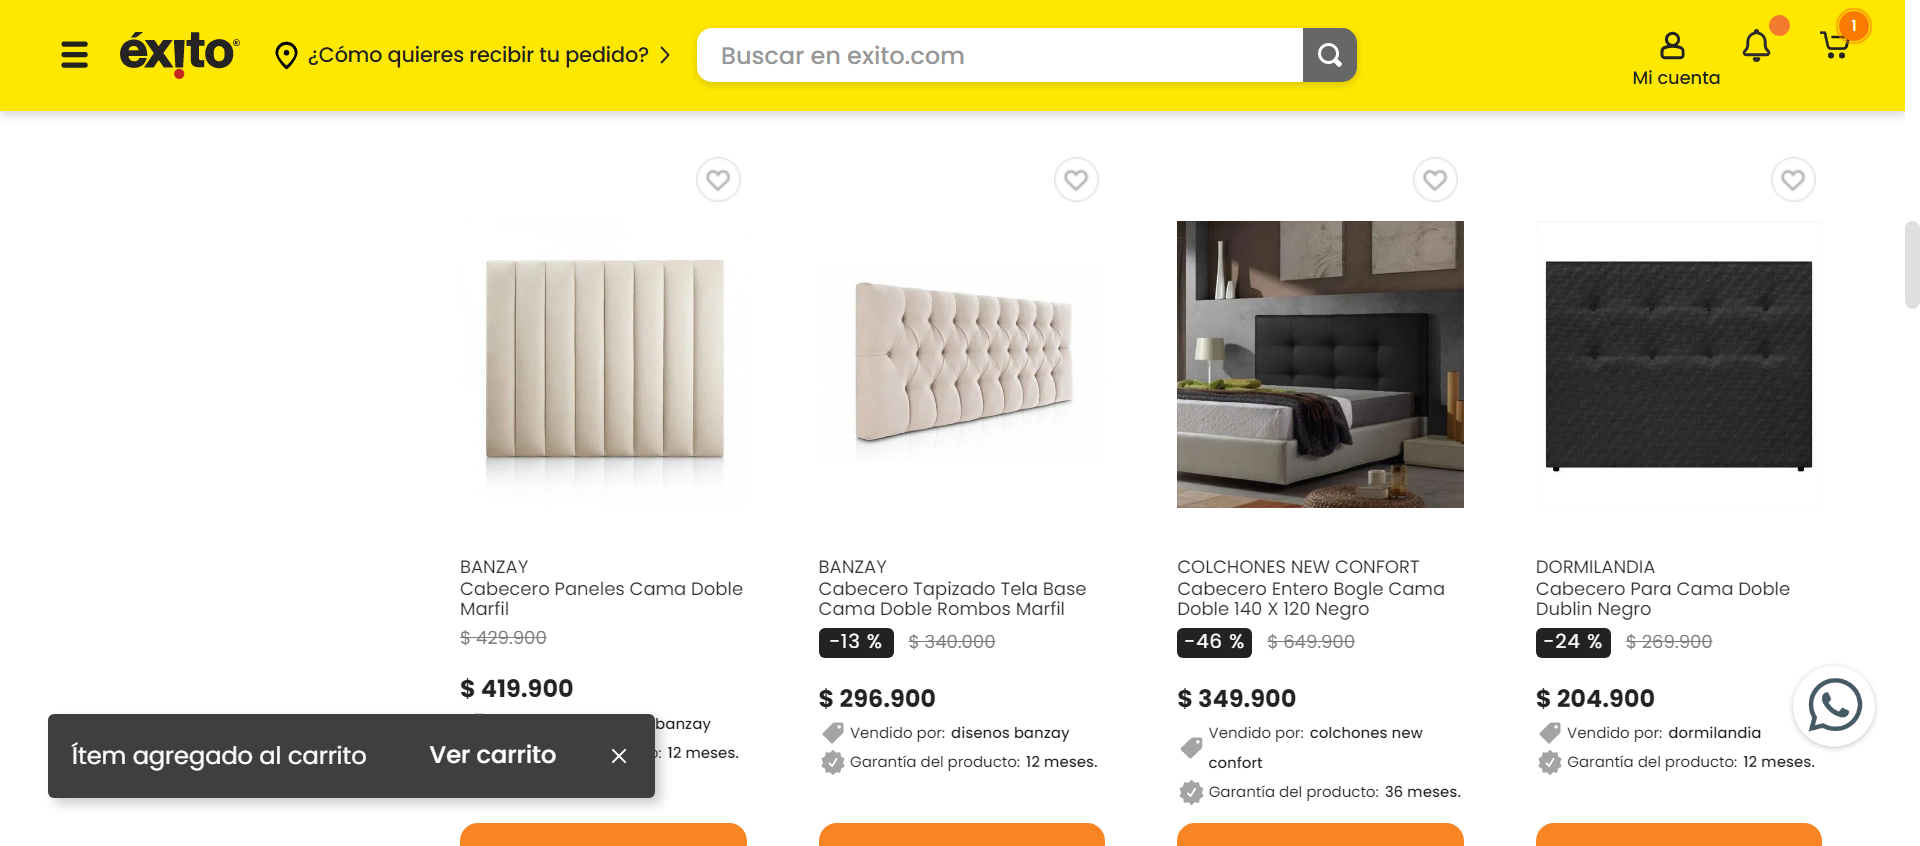 éxito®
¿Cómo quieres recibir tu pedido?
Buscar en exito.com
Mi cuenta
1
BANZAY
Cabecero Paneles Cama Doble
Marfil
$ 429.900
$ 419.900
banzay
12 meses.
BANZAY
Cabecero Tapizado Tela Base
Cama Doble Rombos Marfil
-13 % $ 340.000
$ 296.900
Vendido por: disenos banzay
Garantía del producto: 12 meses.
COLCHONES NEW CONFORT
Cabecero Entero Bogle Cama
Doble 140 X 120 Negro
-46 % $ 649.900
$ 349.900
Vendido por: colchones new
confort
Garantía del producto: 36 meses.
DORMILANDIA
Cabecero Para Cama Doble
Dublin Negro
-24 % $ 269.900
$ 204.900
Vendido por: dormilandia
Garantía del producto: 12 meses.
Ítem agregado al carrito Ver carrito